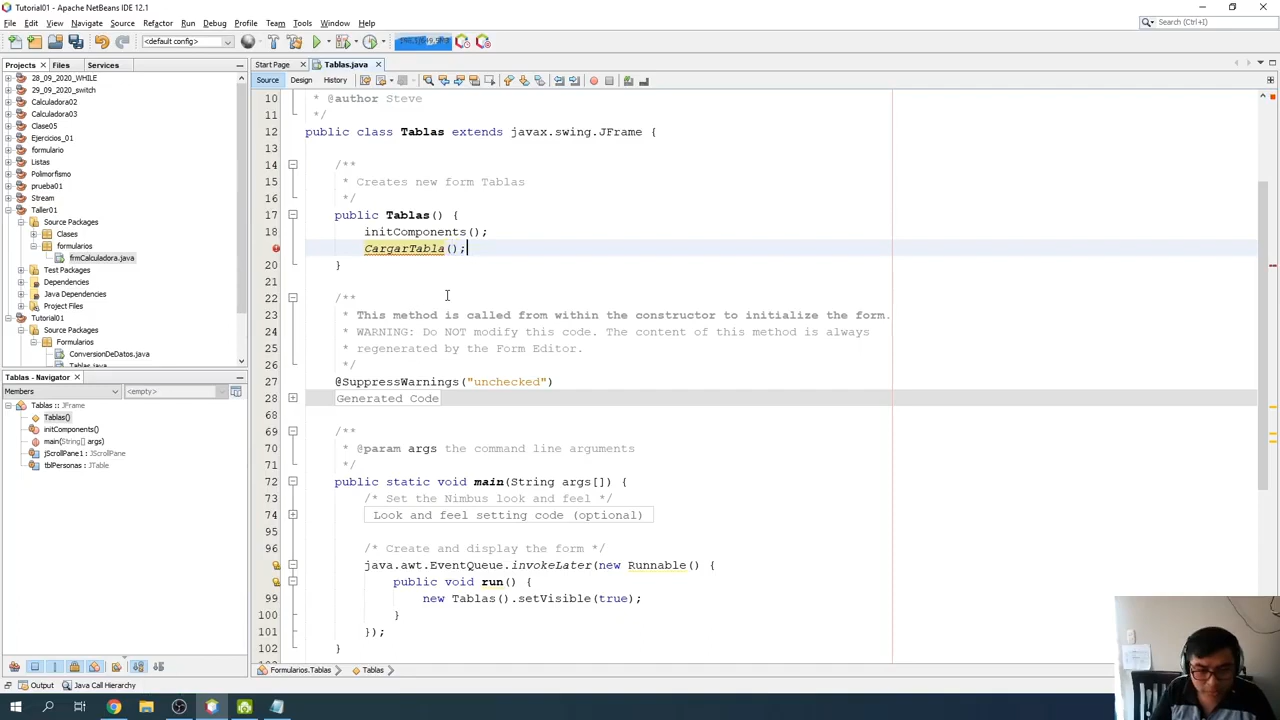 Tutorial01 - Apache NetBeans 12.1
File Edit View Navigate Source Refactor Run Debug Profile Team Tools Window Help
Search (Ctrl+I)
<default config>
Projects Files Services
Start Page Tablas.java
Source Design History
28_09_2020_WHILE
29_09_2020_switch
Calculadora02
Calculadora03
Clase05
Ejercicios_01
formulario
Listas
Polimorfismo
prueba01
Stream
Taller01
Source Packages
Clases
formularios
frmCalculadora.java
Test Packages
Dependencies
Java Dependencies
Project Files
Tutorial01
Source Packages
Formularios
ConversionDeDatos.java
Tablas.java
Tablas - Navigator
Members <empty>
Tablas :: JFrame
Tablas()
initComponents()
main(String[] args)
jScrollPane1 : JScrollPane
tblPersonas : JTable
10 * @author Steve
11 */
12 public class Tablas extends javax.swing.JFrame {
13
14 /**
15 * Creates new form Tablas
16 */
17 public Tablas() {
18 initComponents();
CargarTabla();
20 }
21
22 /**
23 * This method is called from within the constructor to initialize the form.
24 * WARNING: Do NOT modify this code. The content of this method is always
25 * regenerated by the Form Editor.
26 */
27 @SuppressWarnings("unchecked")
28 Generated Code
68
69 /**
70 * @param args the command line arguments
71 */
72 public static void main(String args[]) {
73 /* Set the Nimbus look and feel */
74 Look and feel setting code (optional)
95
96 /* Create and display the form */
java.awt.EventQueue.invokeLater(new Runnable() {
public void run() {
99 new Tablas().setVisible(true);
100 }
101 });
102 }
Formularios.Tablas Tablas
Output Java Call Hierarchy